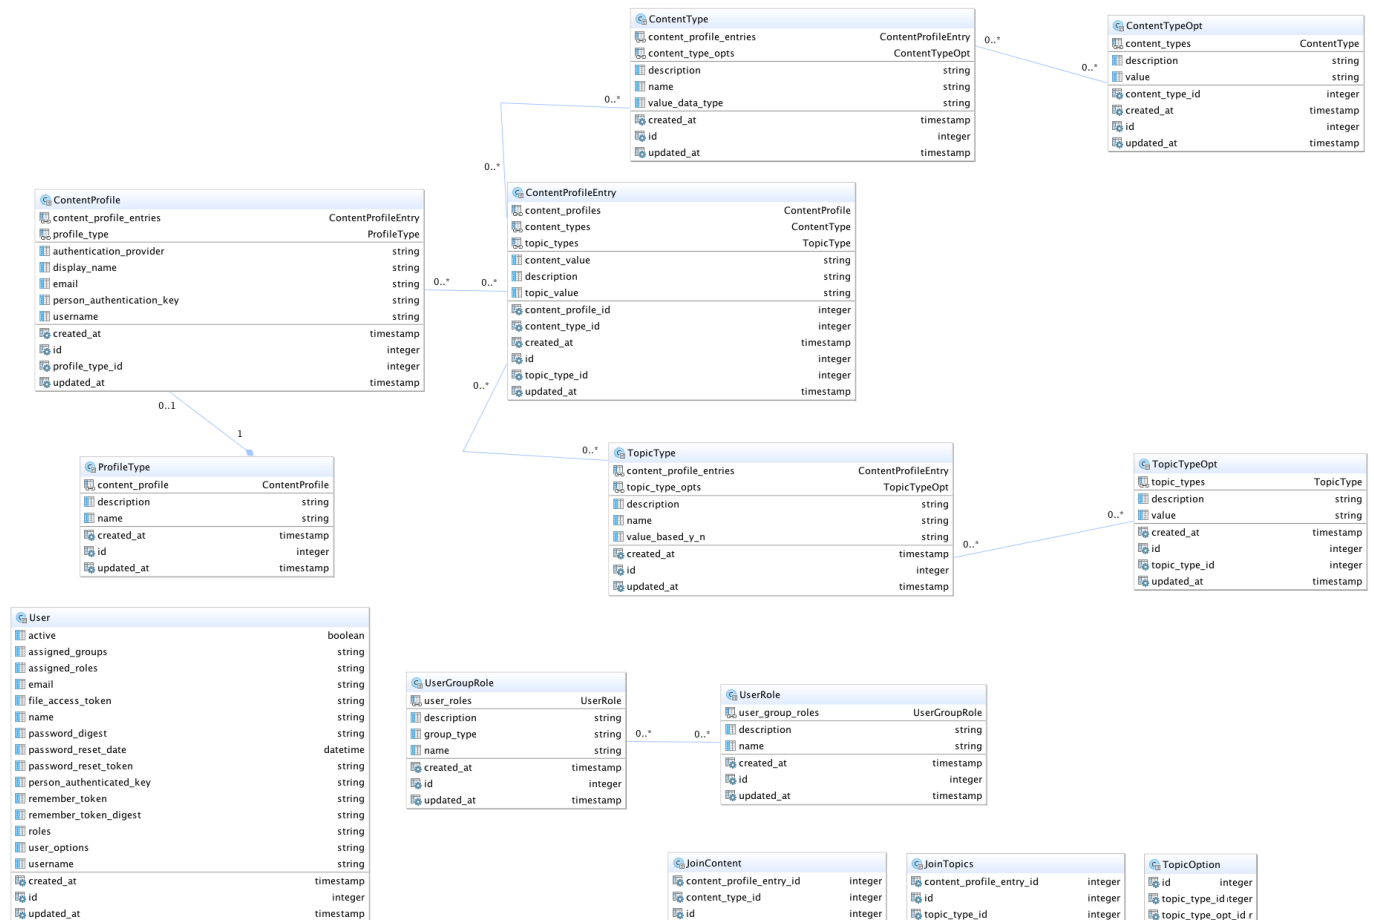 ContentType
content_profile_entries ContentProfileEntry
content_type_opts ContentTypeOpt
description string
name string
value_data_type string
created_at timestamp
id integer
updated_at timestamp
0..*
0..*
ContentTypeOpt
content_types ContentType
description string
value string
content_type_id integer
created_at timestamp
id integer
updated_at timestamp
0..*
0..*
ContentProfile
content_profile_entries ContentProfileEntry
profile_type ProfileType
authentication_provider string
display_name string
email string
person_authentication_key string
username string
created_at timestamp
id integer
profile_type_id integer
updated_at timestamp
0..*
0..*
ContentProfileEntry
content_profiles ContentProfile
content_types ContentType
topic_types TopicType
content_value string
description string
topic_value string
content_profile_id integer
content_type_id integer
created_at timestamp
id integer
topic_type_id integer
updated_at timestamp
0..1
1
0..*
0..*
ProfileType
content_profile ContentProfile
description string
name string
created_at timestamp
id integer
updated_at timestamp
TopicType
content_profile_entries ContentProfileEntry
topic_type_opts TopicTypeOpt
description string
name string
value_based_y_n string
created_at timestamp
id integer
updated_at timestamp
0..*
0..*
TopicTypeOpt
topic_types TopicType
description string
value string
created_at timestamp
id integer
topic_type_id integer
updated_at timestamp
User
active boolean
assigned_groups string
assigned_roles string
email string
file_access_token string
name string
password_digest string
password_reset_date datetime
password_reset_token string
person_authenticated_key string
remember_token string
remember_token_digest string
roles string
user_options string
username string
created_at timestamp
id integer
updated_at timestamp
UserGroupRole
user_roles UserRole
description string
group_type string
name string
created_at timestamp
id integer
updated_at timestamp
0..*
0..*
UserRole
user_group_roles UserGroupRole
description string
name string
created_at timestamp
id integer
updated_at timestamp
JoinContent
content_profile_entry_id integer
content_type_id integer
id integer
JoinTopics
content_profile_entry_id integer
id integer
topic_type_id integer
TopicOption
id integer
topic_type_id
topic_type_opt_id